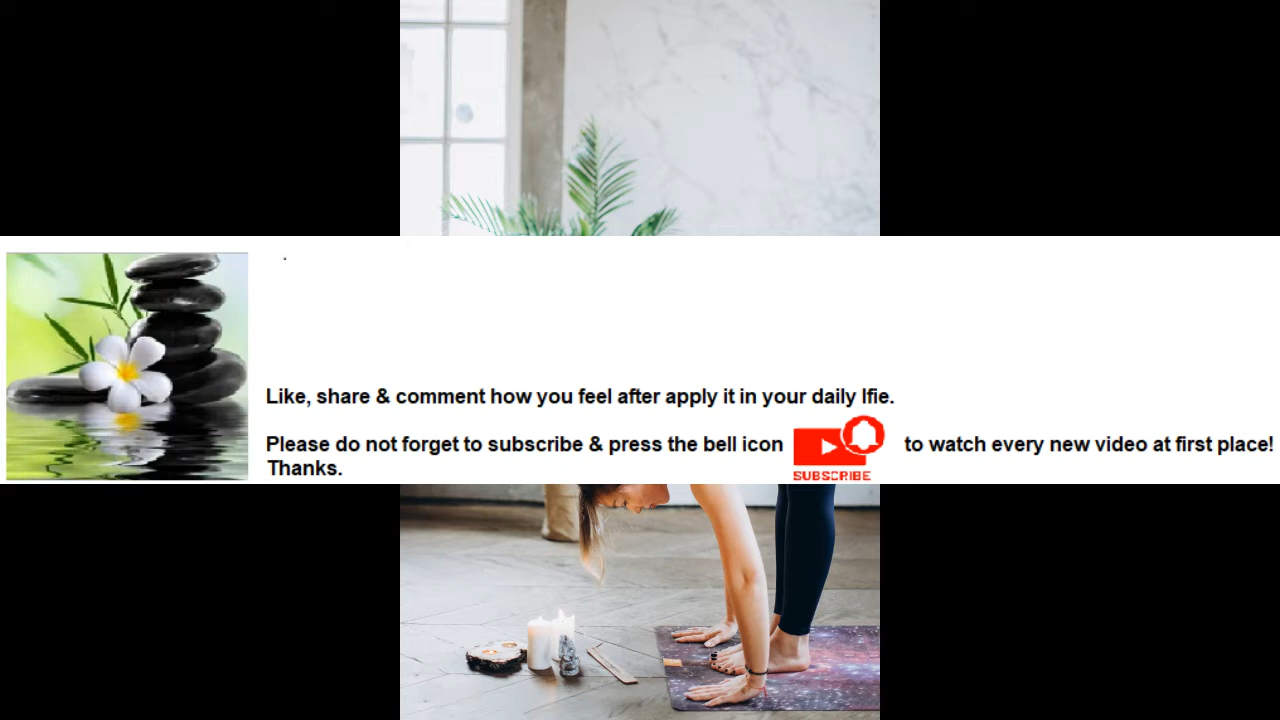 .
Like, share & comment how you feel after apply it in your daily lfie.
Please do not forget to subscribe & press the bell icon SUBSCRIBE to watch every new video at first place!
Thanks.